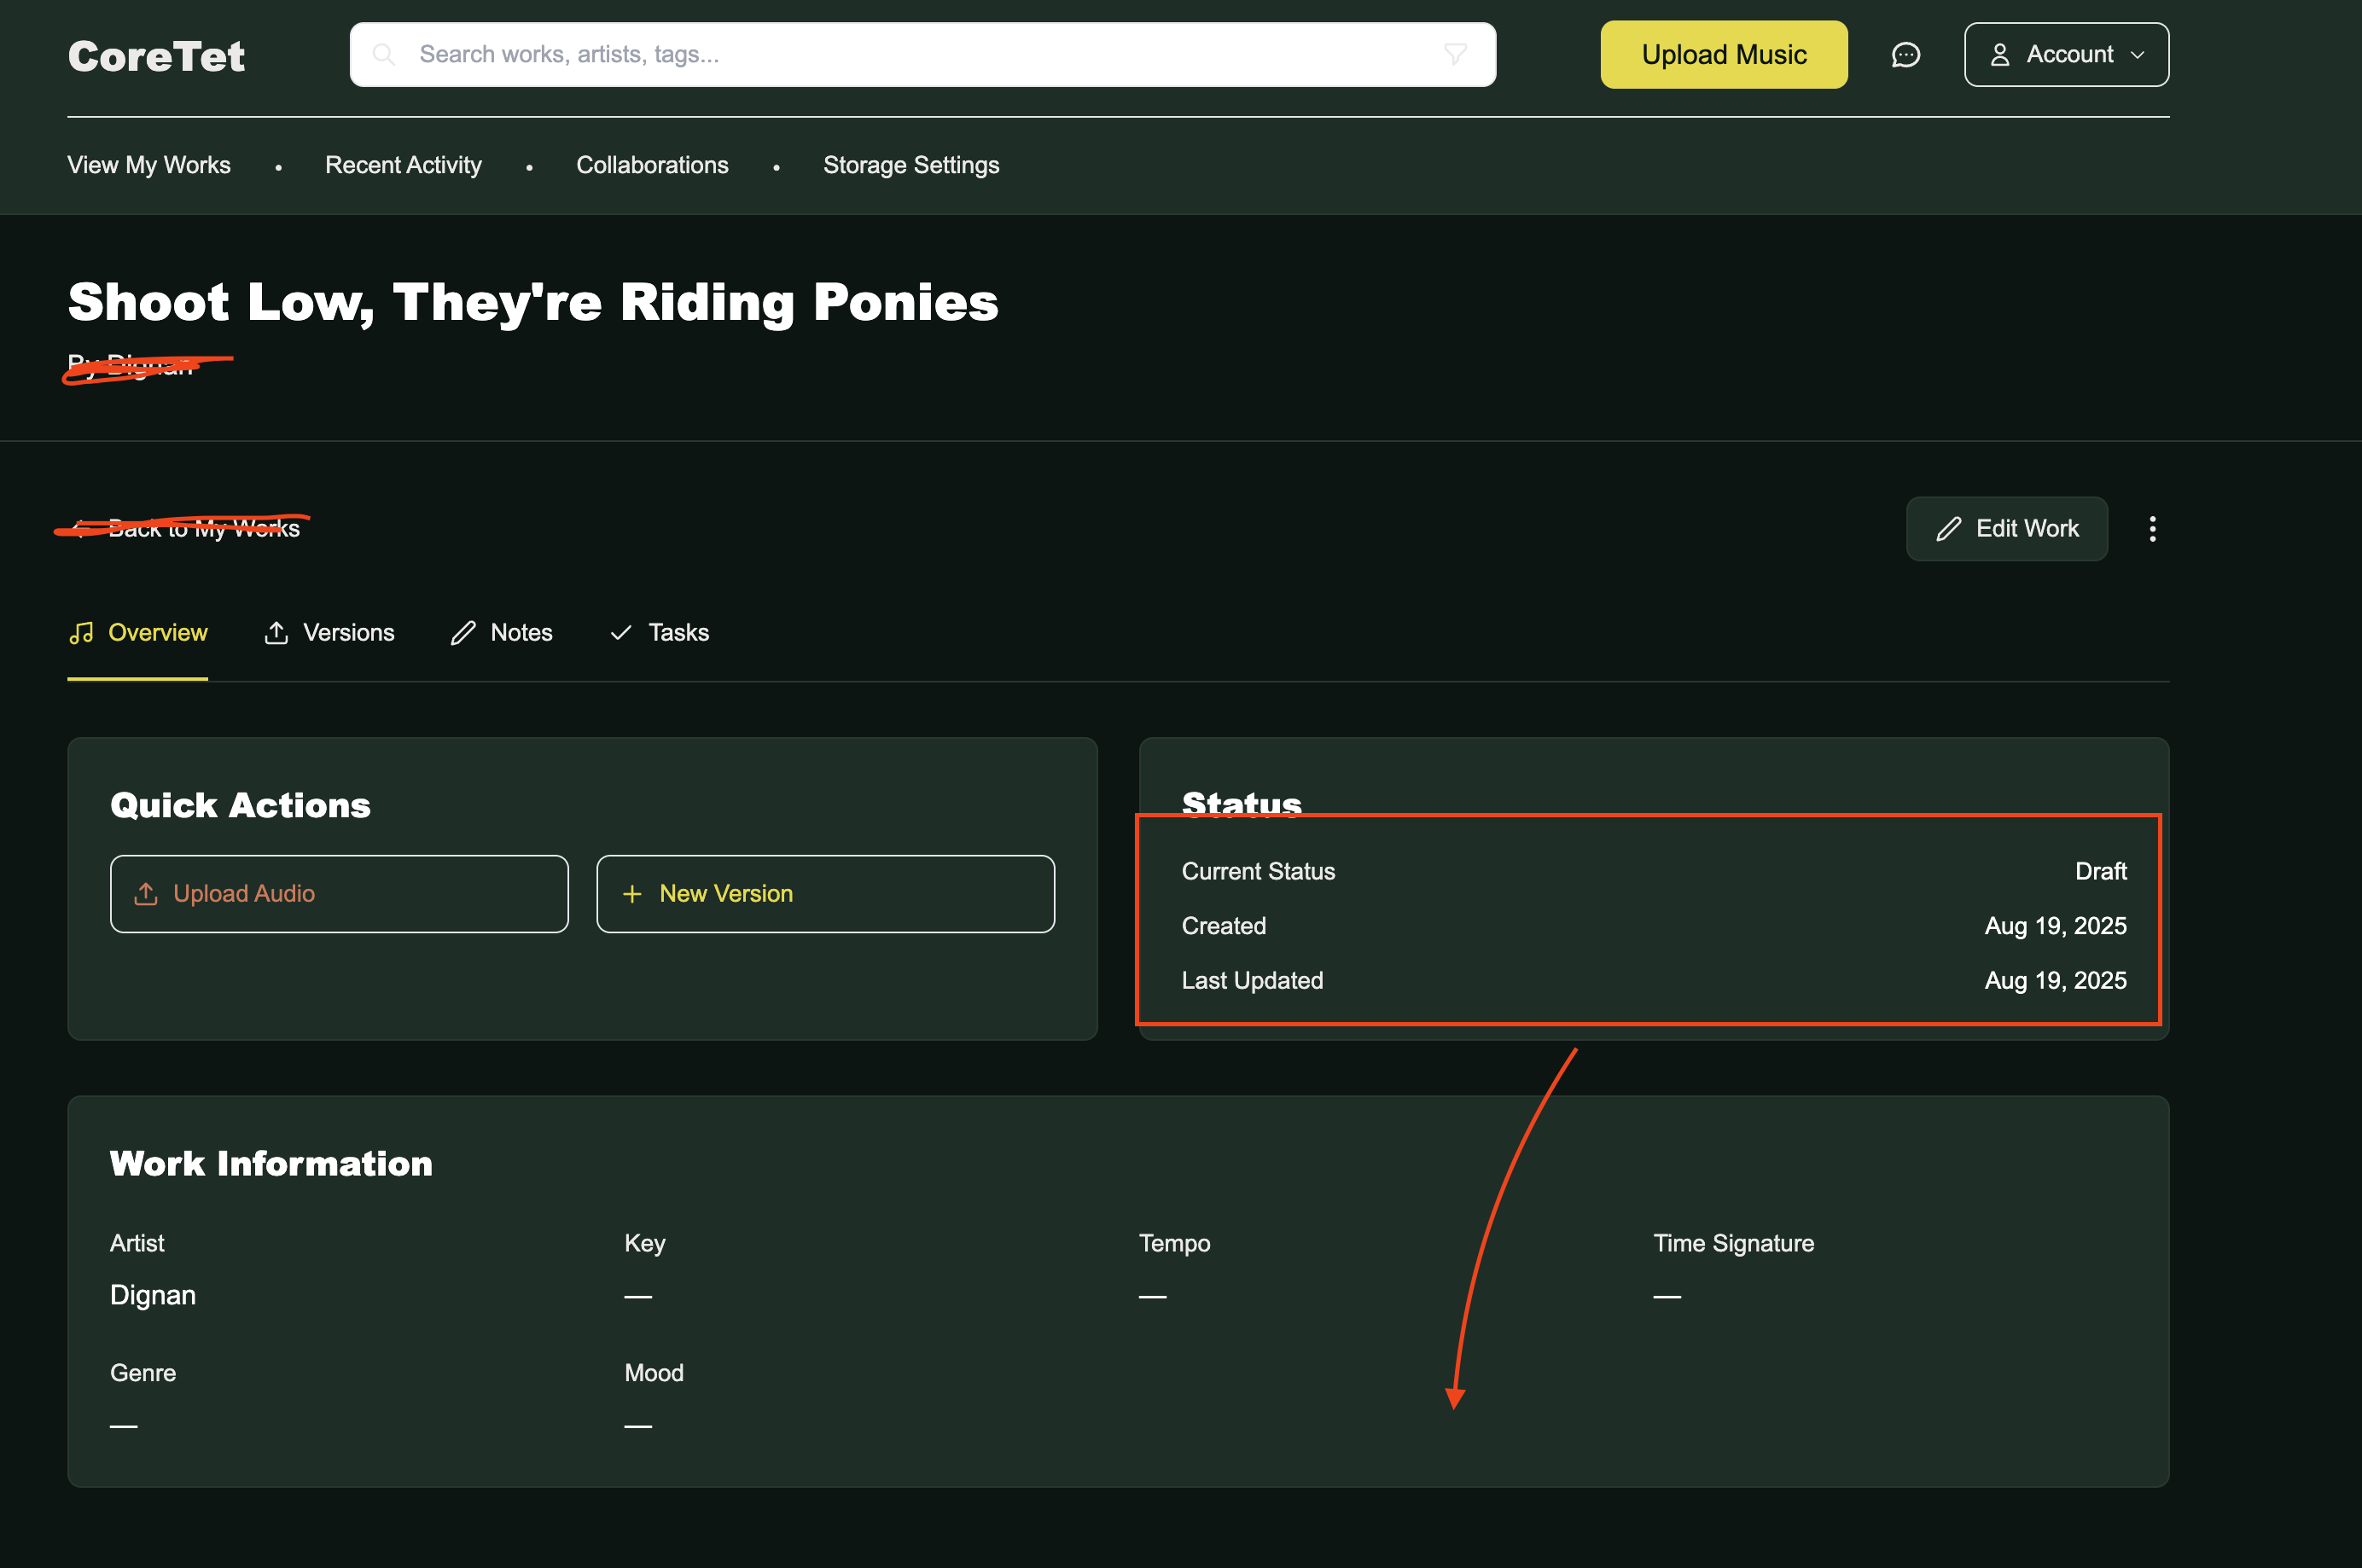 CoreTet
Search works, artists, tags...
Upload Music
Account
View My Works • Recent Activity • Collaborations • Storage Settings
Shoot Low, They're Riding Ponies
By Dignan
Back to My Works
Edit Work
Overview Versions Notes Tasks
Quick Actions
Upload Audio
New Version
Status
Current Status Draft
Created Aug 19, 2025
Last Updated Aug 19, 2025
Work Information
Artist Key Tempo Time Signature
Dignan — — —
Genre Mood
— —